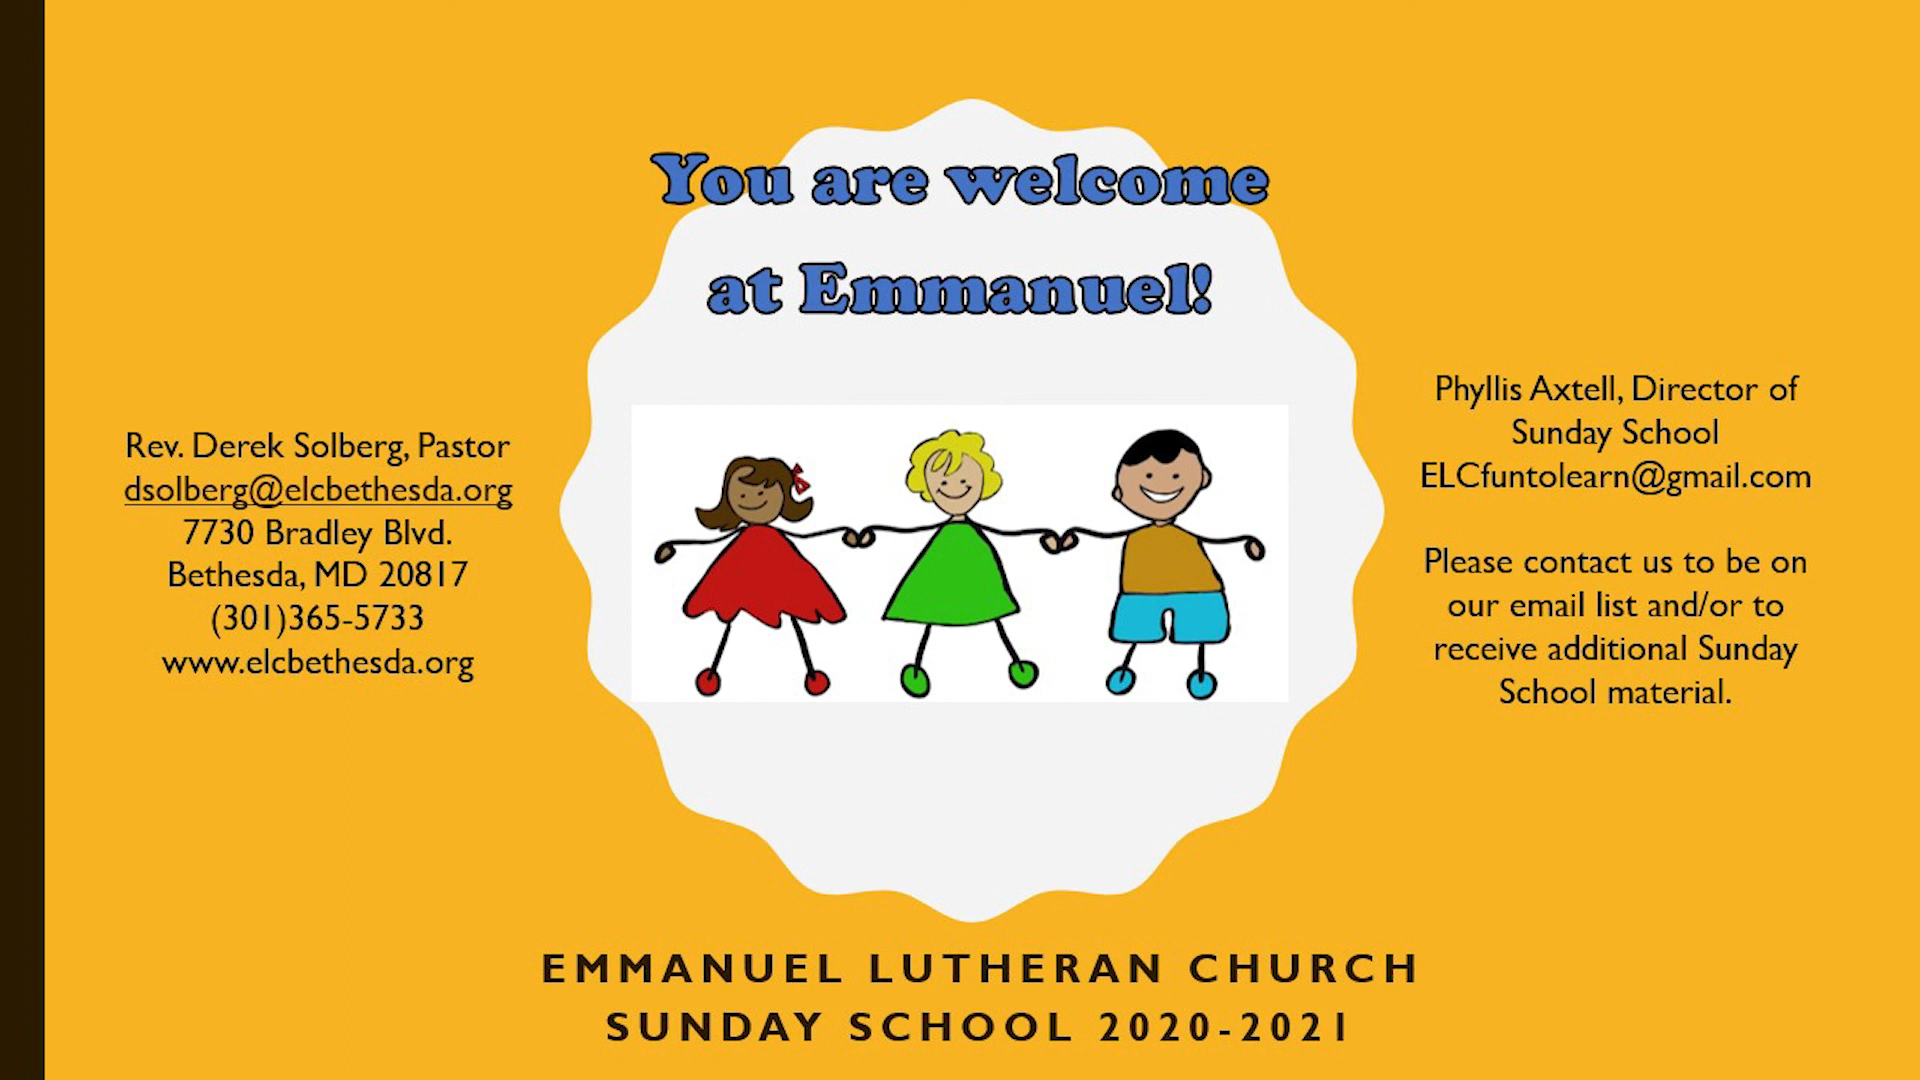 You are welcome
at Emmanuel!
Rev. Derek Solberg, Pastor
dsolberg@elcbethesda.org
7730 Bradley Blvd.
Bethesda, MD 20817
(301)365-5733
www.elcbethesda.org
Phyllis Axtell, Director of
Sunday School
ELCfuntolearn@gmail.com
Please contact us to be on
our email list and/or to
receive additional Sunday
School material.
EMMANUEL LUTHERAN CHURCH
SUNDAY SCHOOL 2020-2021